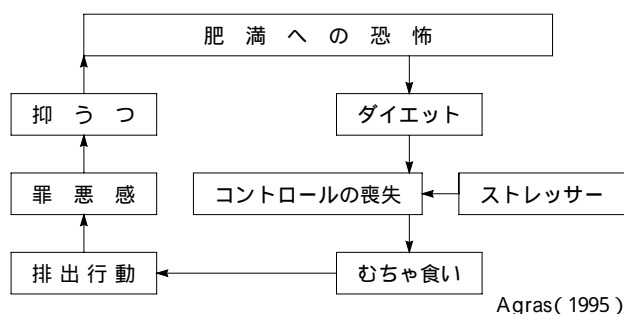 肥満への恐怖
抑うつ
ダイエット
罪悪感
コントロールの喪失
ストレッサー
排出行動
むちゃ食い
Agras(1995)